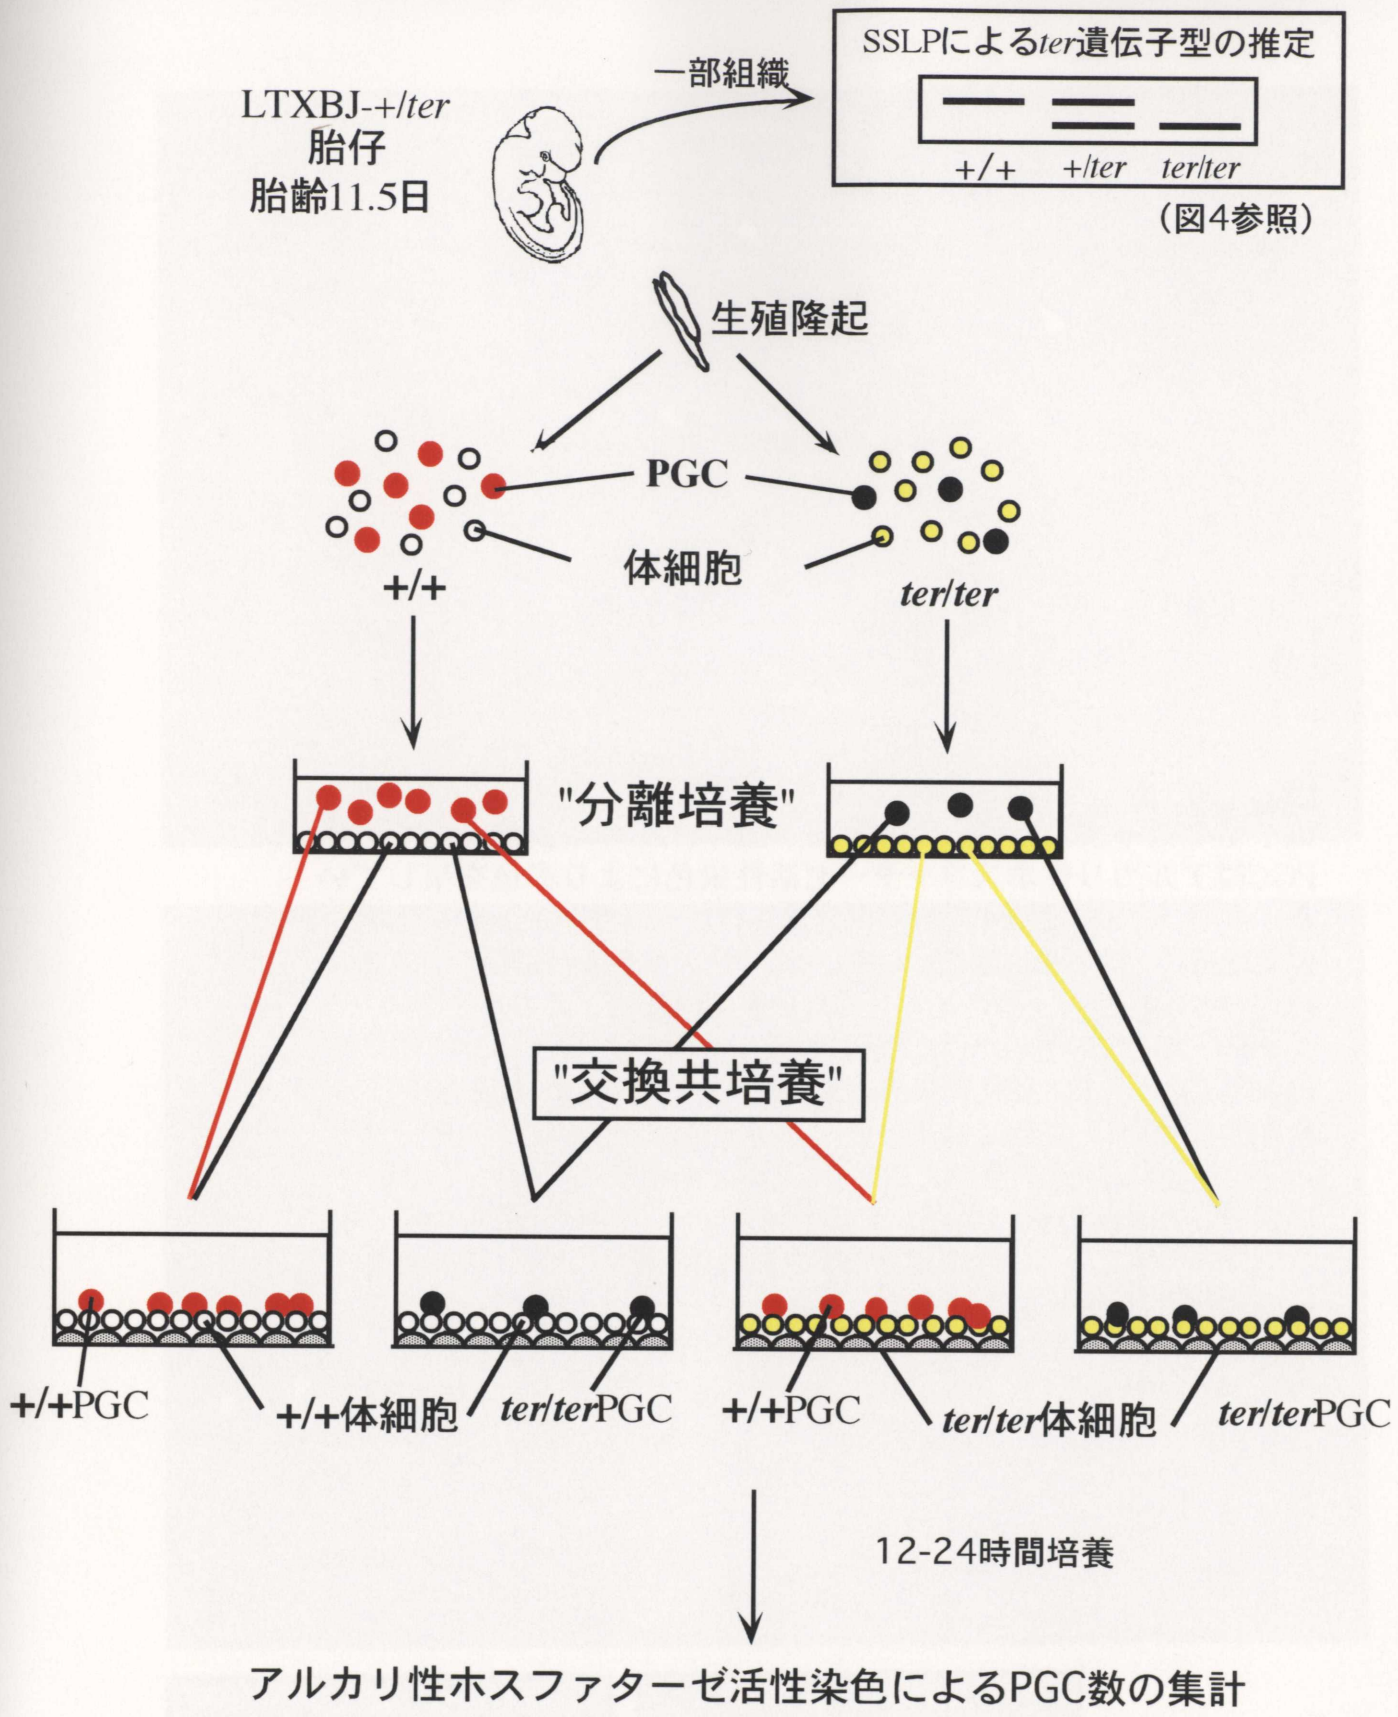 SSLPによるter遺伝子型の推定
一部組織
LTXBJ-+/ter
胎仔
胎齢11.5日
+/+ +/ter ter/ter
(図4参照)
生殖隆起
PGC
体細胞
+/+
ter/ter
"分離培養"
"交換共培養"
+/+PGC
+/+体細胞
ter/terPGC
+/+PGC
ter/ter体細胞
ter/terPGC
12-24時間培養
アルカリ性ホスファターゼ活性染色によるPGC数の集計